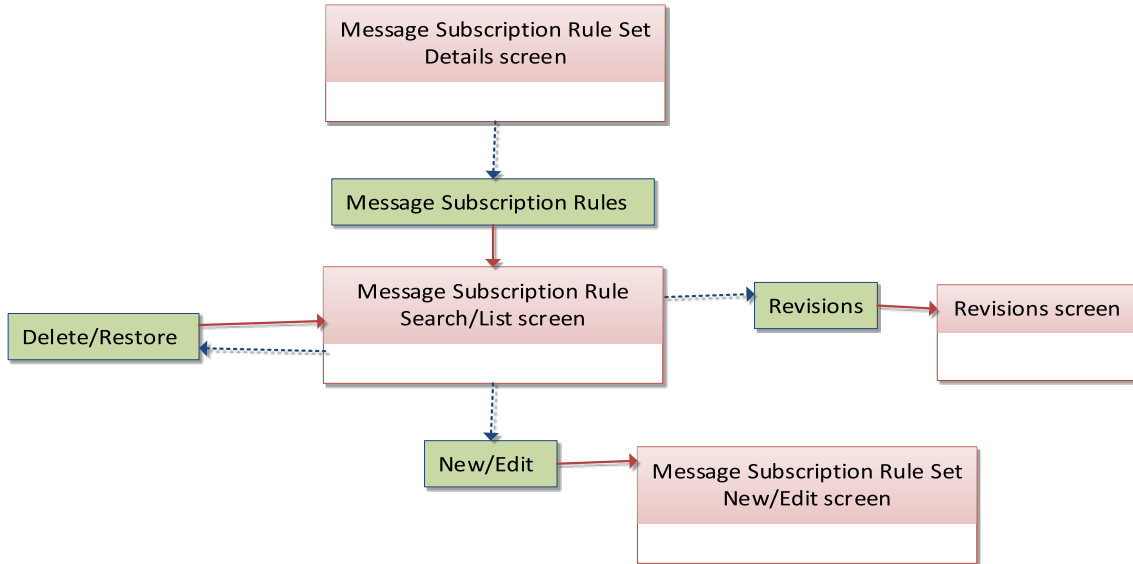 Message Subscription Rule Set
Details screen
Message Subscription Rules
Message Subscription Rule
Search/List screen
Revisions
Revisions screen
Delete/Restore
New/Edit
Message Subscription Rule Set
New/Edit screen